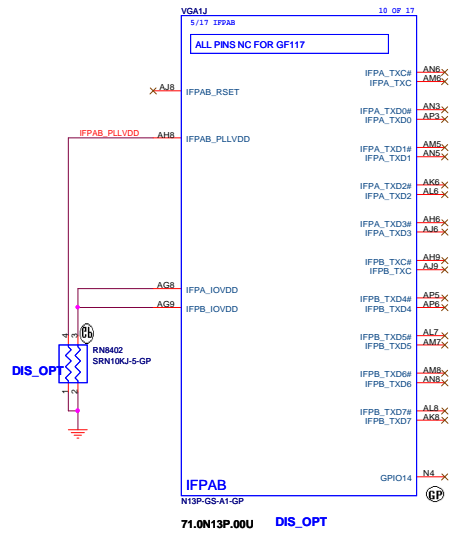 VGA1J 10 OF 17
5/17 IFPAB
ALL PINS NC FOR GF117
IFPA_TXC# AN6
IFPA_TXC AM6
AJ8 IFPAB_RSET
IFPA_TXD0# AN3
IFPA_TXD0 AP3
IFPAB_PLLVDD AH8 IFPAB_PLLVDD
IFPA_TXD1# AM5
IFPA_TXD1 AN5
IFPA_TXD2# AK6
IFPA_TXD2 AL6
IFPA_TXD3# AH6
IFPA_TXD3 AJ6
IFPB_TXC# AH9
IFPB_TXC AJ9
AG8 IFPA_IOVDD
IFPB_TXD4# AP5
AG9 IFPB_IOVDD
IFPB_TXD4 AP6
4 3
IFPB_TXD5# AL7
IFPB_TXD5 AM7
RN8402
SRN10KJ-5-GP
DIS_OPT
IFPB_TXD6# AM8
IFPB_TXD6 AN8
1 2
IFPB_TXD7# AL8
IFPB_TXD7 AK8
GPIO14 N4
IFPAB
GP
N13P-GS-A1-GP
71.0N13P.00U DIS_OPT